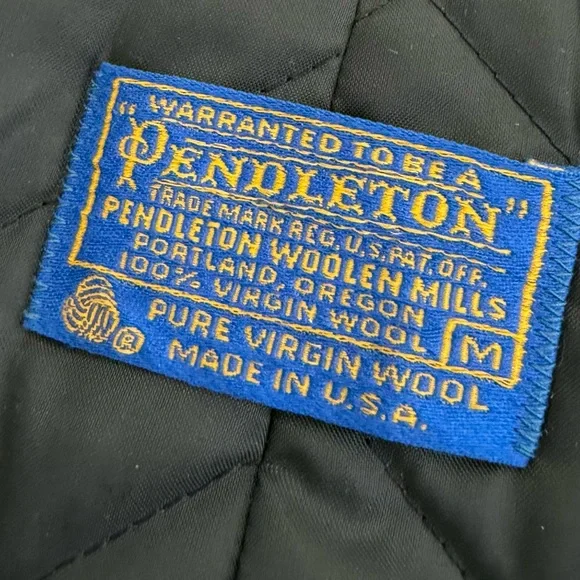 WARRANTED TO BE A
"PENDLETON"
TRADE MARK REG. U.S. PAT. OFF.
PENDLETON WOOLEN MILLS
PORTLAND, OREGON
100% VIRGIN WOOL
M
® PURE VIRGIN WOOL
MADE IN U.S.A.